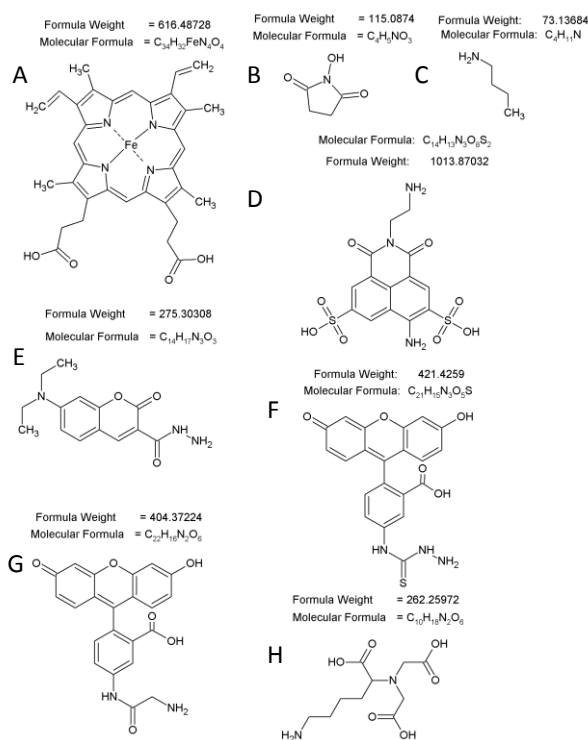 Formula Weight = 616.48728
Molecular Formula = C34H32FeN4O4
Formula Weight = 115.0874
Molecular Formula = C4H5NO3
Formula Weight: 73.13684
Molecular Formula: C4H11N
A
B
C
CH2
H2C
CH3
H3C
N
N
N
N
Fe
H3C
CH3
HO
O
O
OH
OH
N
O
O
H2N
CH3
Molecular Formula: C14H13N3O8S2
Formula Weight: 1013.87032
D
NH2
N
O
O
O
O
S
HO
O
O
S
OH
NH2
Formula Weight = 275.30308
Molecular Formula = C14H17N3O3
E
H3C
N
CH3
O
O
NH
NH2
O
Formula Weight: 421.4259
Molecular Formula: C21H15N3O5S
F
O
O
OH
O
OH
HN
NH
NH2
S
Formula Weight = 404.37224
Molecular Formula = C22H16N2O6
G
O
O
OH
O
OH
NH
O
NH2
Formula Weight = 262.25972
Molecular Formula = C10H18N2O6
H
O
HO
N
OH
O
O
OH
H2N